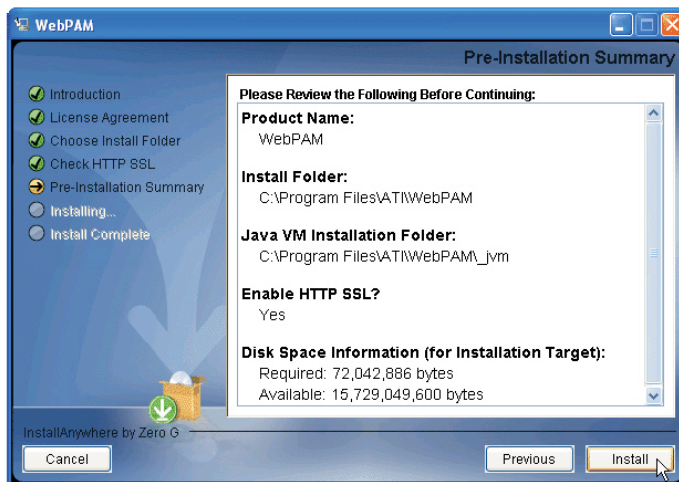 WebPAM
Pre-Installation Summary
Introduction
License Agreement
Choose Install Folder
Check HTTP SSL
Pre-Installation Summary
Installing...
Install Complete
Please Review the Following Before Continuing:
Product Name:
WebPAM
Install Folder:
C:\Program Files\ATI\WebPAM
Java VM Installation Folder:
C:\Program Files\ATI\WebPAM\_jvm
Enable HTTP SSL?
Yes
Disk Space Information (for Installation Target):
Required: 72,042,886 bytes
Available: 15,729,049,600 bytes
InstallAnywhere by Zero G
Cancel
Previous
Install